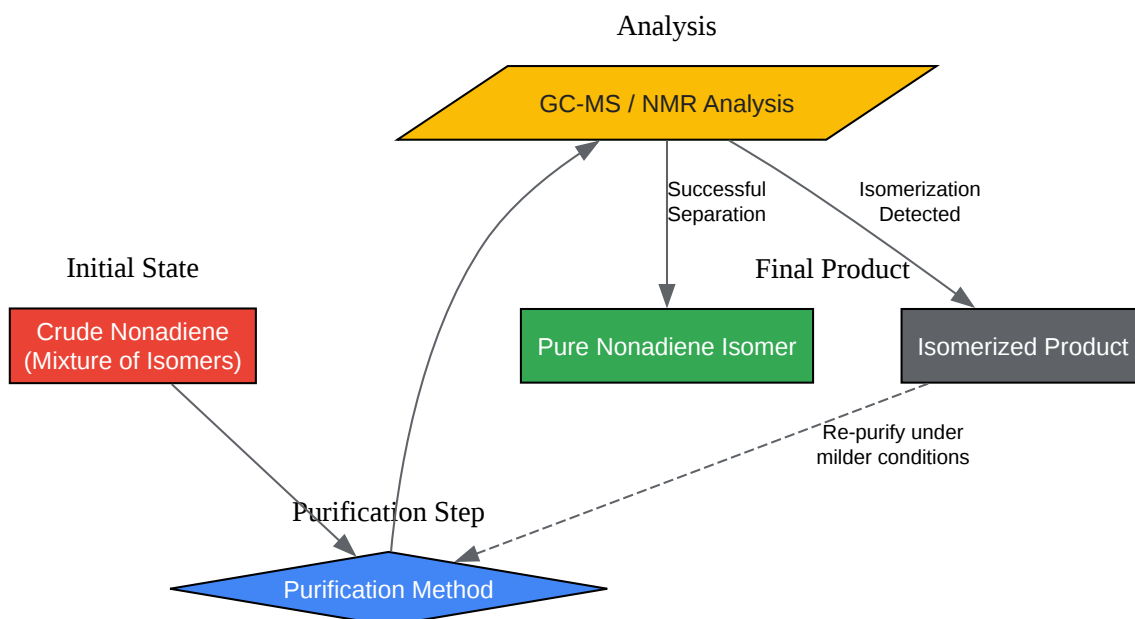 Analysis
GC-MS / NMR Analysis
Successful
Separation
Isomerization
Detected
Initial State
Final Product
Crude Nonadiene
(Mixture of Isomers)
Pure Nonadiene Isomer
Isomerized Product
Re-purify under
milder conditions
Purification Step
Purification Method